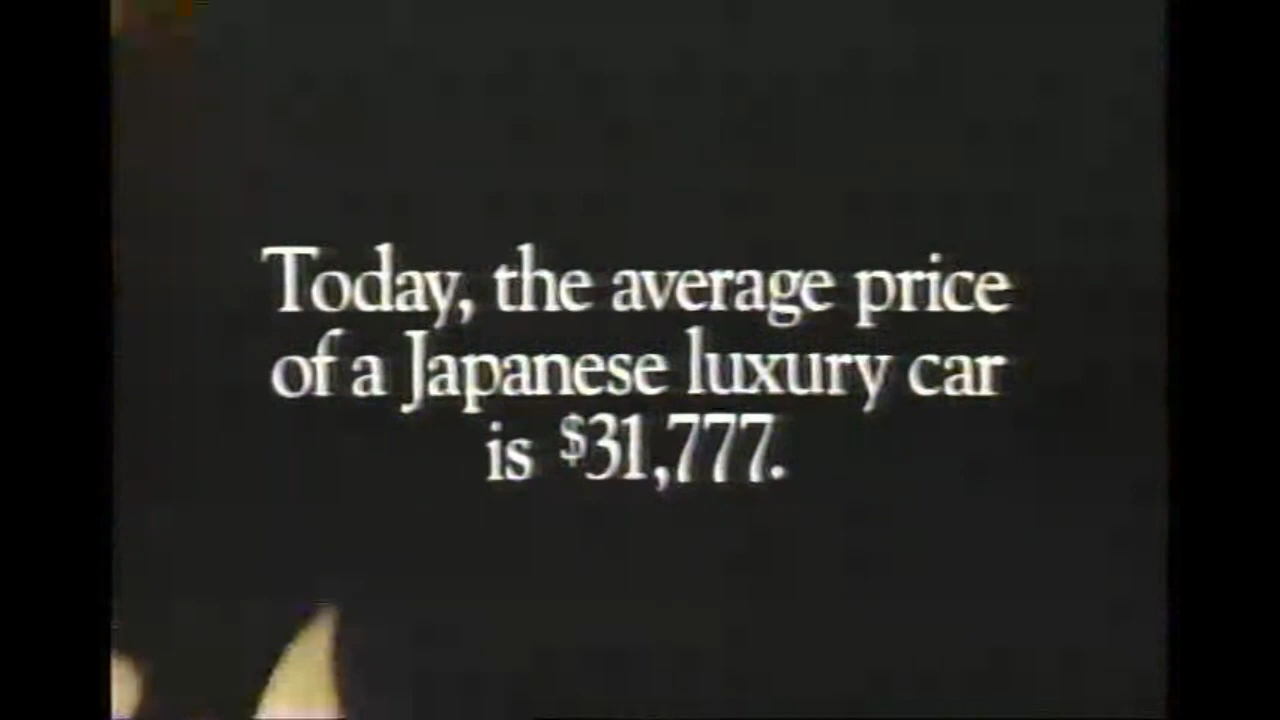 Today, the average price
of a Japanese luxury car
is $31,777.